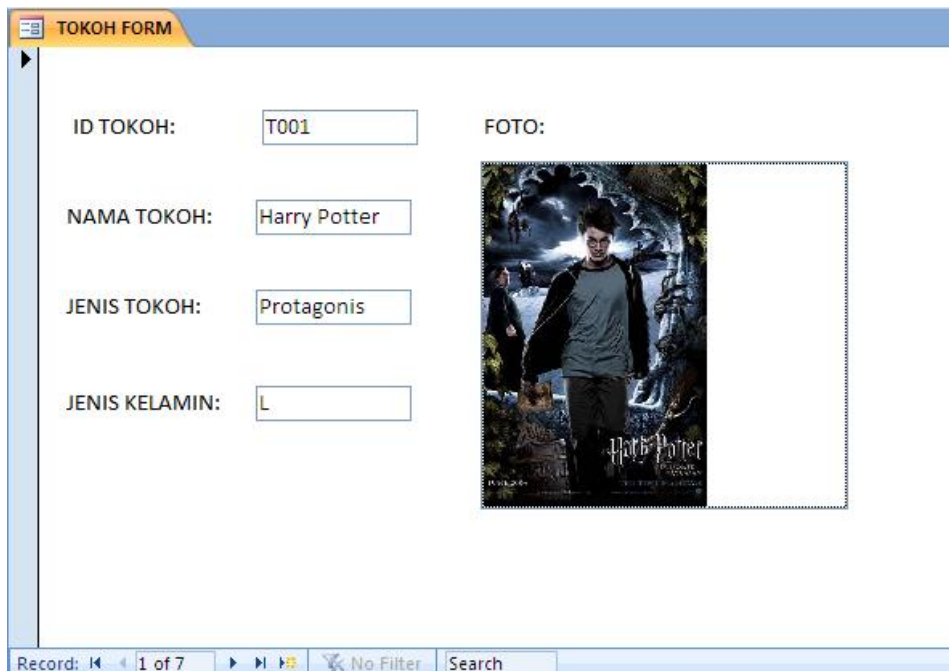 TOKOH FORM
ID TOKOH: T001
FOTO:
NAMA TOKOH: Harry Potter
JENIS TOKOH: Protagonis
JENIS KELAMIN: L
Harry Potter
Record: 1 of 7 No Filter Search